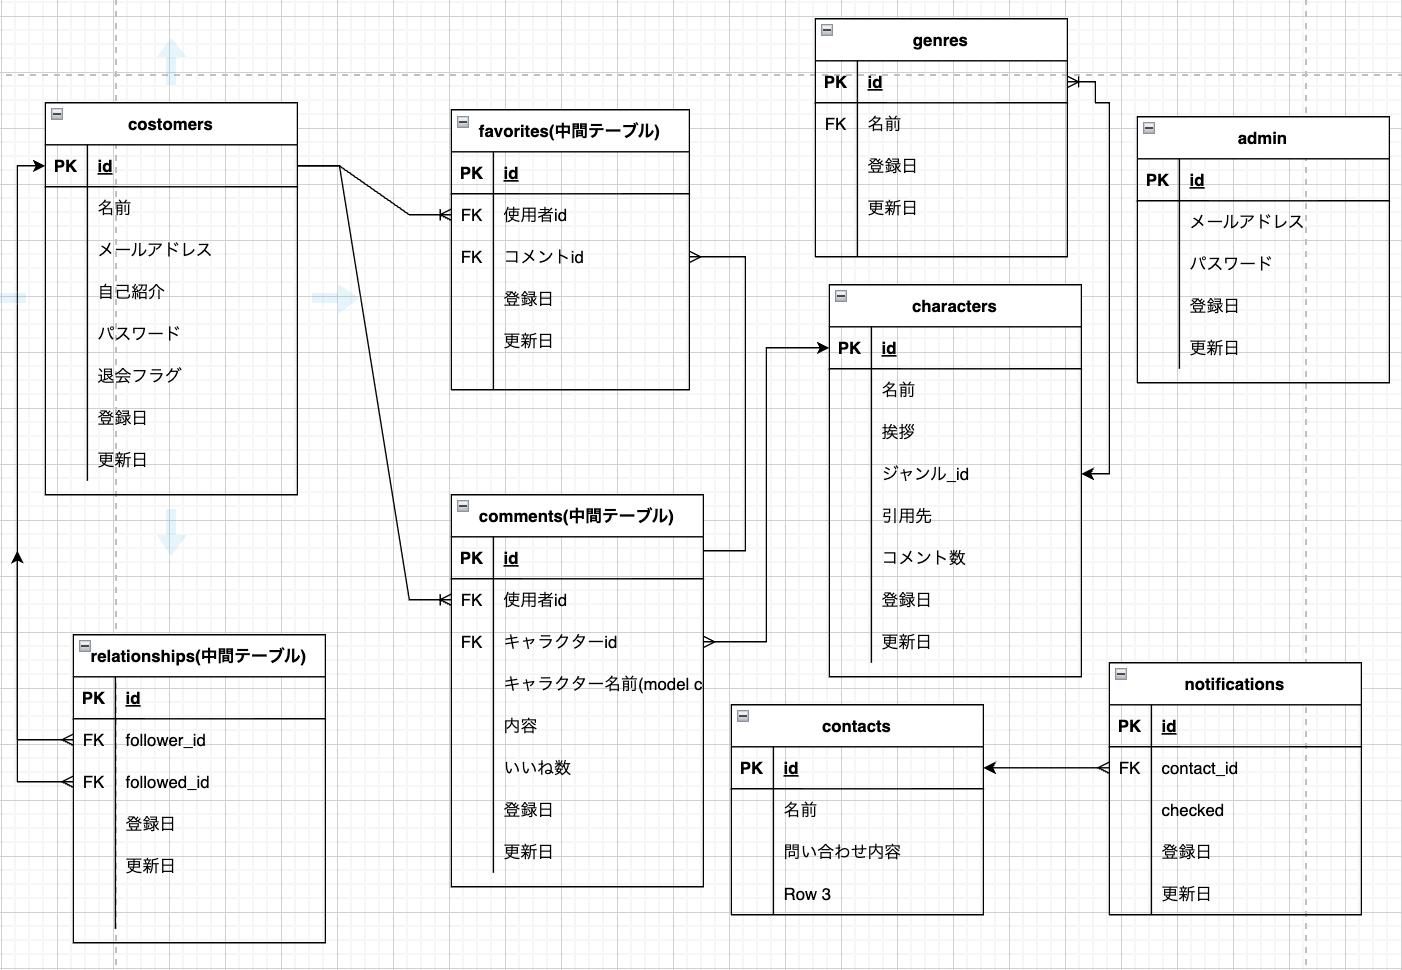 costomers
PK id
名前
メールアドレス
自己紹介
パスワード
退会フラグ
登録日
更新日
favorites(中間テーブル)
PK id
FK 使用者id
FK コメントid
登録日
更新日
genres
PK id
FK 名前
登録日
更新日
admin
PK id
メールアドレス
パスワード
登録日
更新日
characters
PK id
名前
挨拶
ジャンル_id
引用先
コメント数
登録日
更新日
comments(中間テーブル)
PK id
FK 使用者id
FK キャラクターid
キャラクター名前(model c
内容
いいね数
登録日
更新日
relationships(中間テーブル)
PK id
FK follower_id
FK followed_id
登録日
更新日
contacts
PK id
名前
問い合わせ内容
Row 3
notifications
PK id
FK contact_id
checked
登録日
更新日